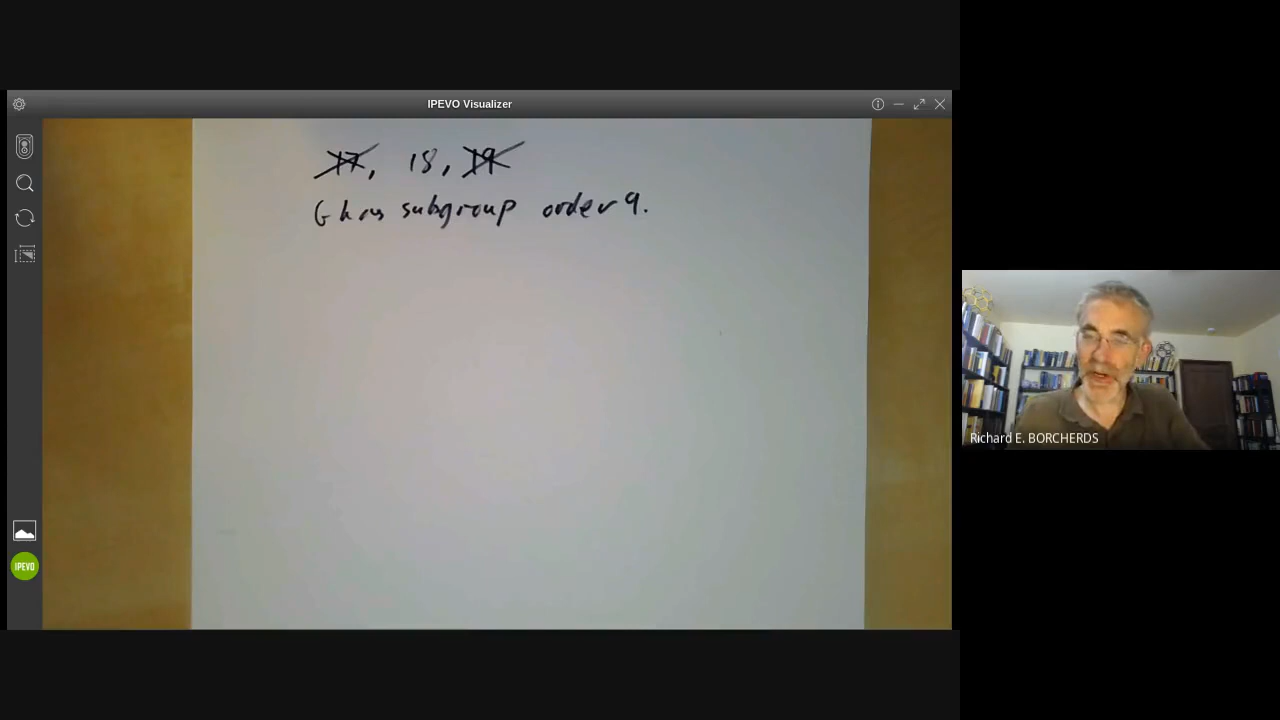 IPEVO Visualizer
17, 18, 19
G has subgroup order 9.
IPEVO
Richard E. BORCHERDS